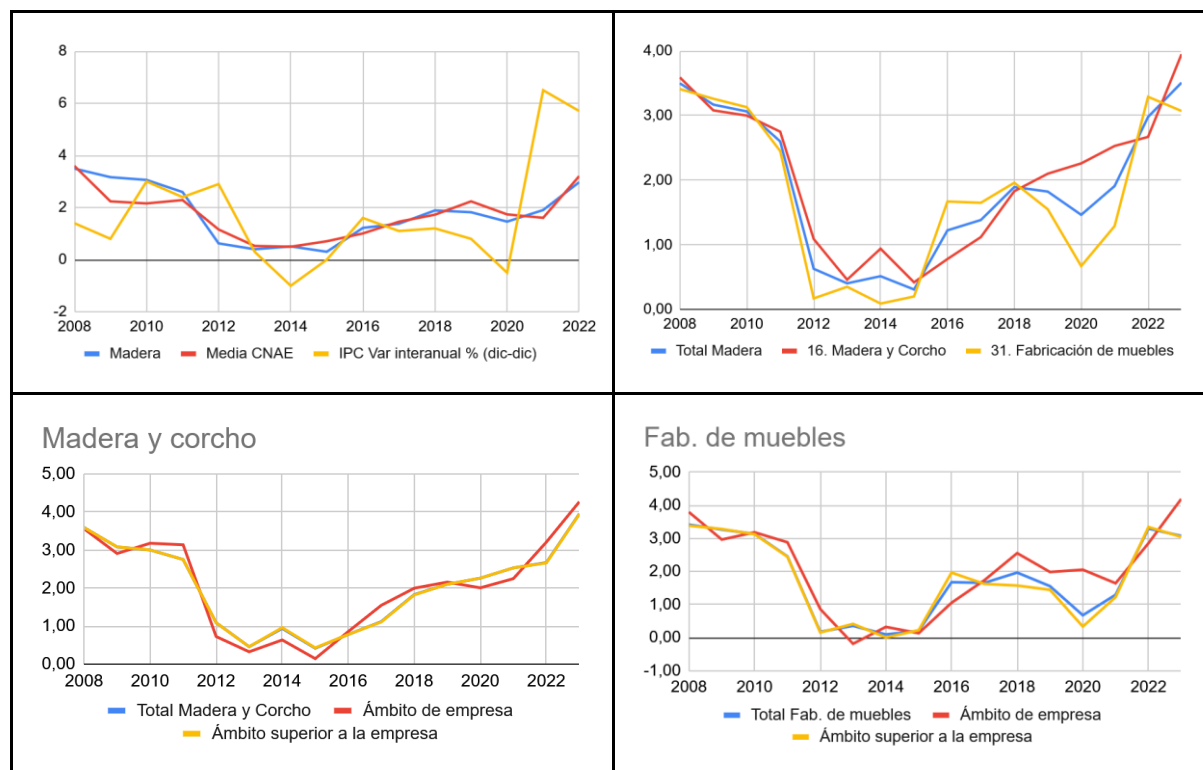 8
6
4
2
0
-2
2008 2010 2012 2014 2016 2018 2020 2022
Madera Media CNAE IPC Var interanual % (dic-dic)
4,00
3,00
2,00
1,00
0,00
2008 2010 2012 2014 2016 2018 2020 2022
Total Madera 16. Madera y Corcho 31. Fabricación de muebles
Madera y corcho
5,00
4,00
3,00
2,00
1,00
0,00
2008 2010 2012 2014 2016 2018 2020 2022
Total Madera y Corcho Ámbito de empresa
Ámbito superior a la empresa
Fab. de muebles
5,00
4,00
3,00
2,00
1,00
0,00
-1,00
2008 2010 2012 2014 2016 2018 2020 2022
Total Fab. de muebles Ámbito de empresa
Ámbito superior a la empresa